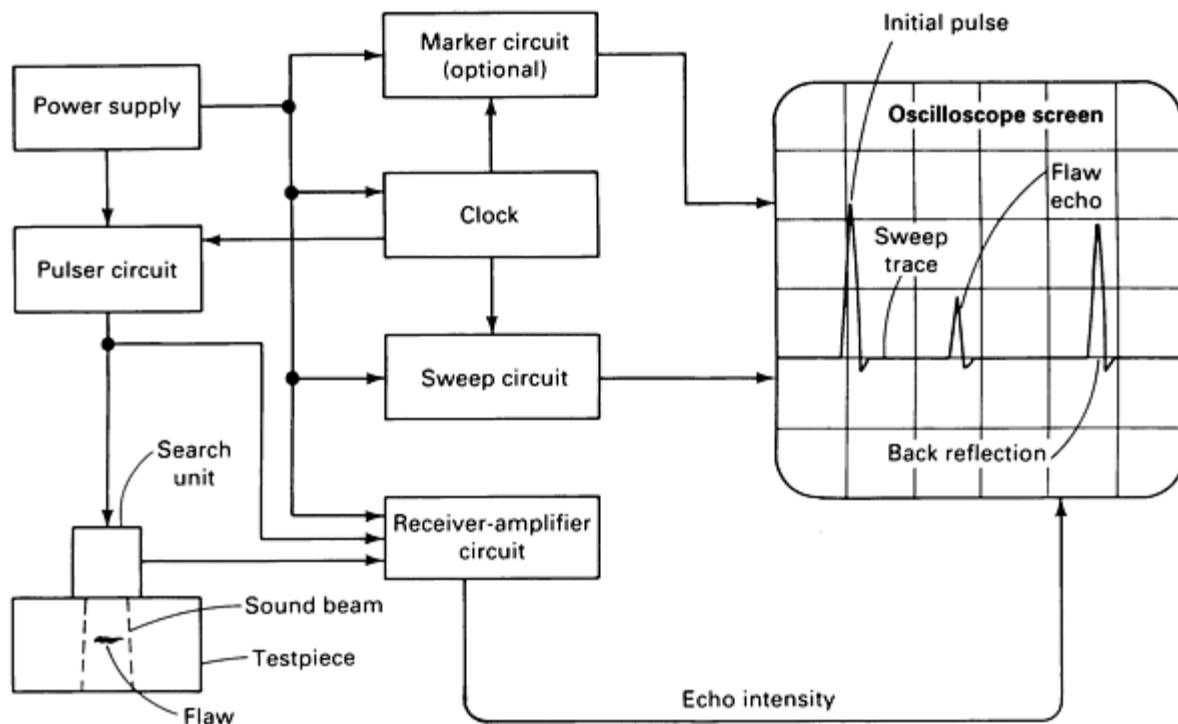 Initial pulse
Marker circuit
(optional)
Power supply
Oscilloscope screen
Flaw
echo
Clock
Sweep
trace
Pulser circuit
Sweep circuit
Search
unit
Back reflection
Receiver-amplifier
circuit
Sound beam
Testpiece
Flaw
Echo intensity